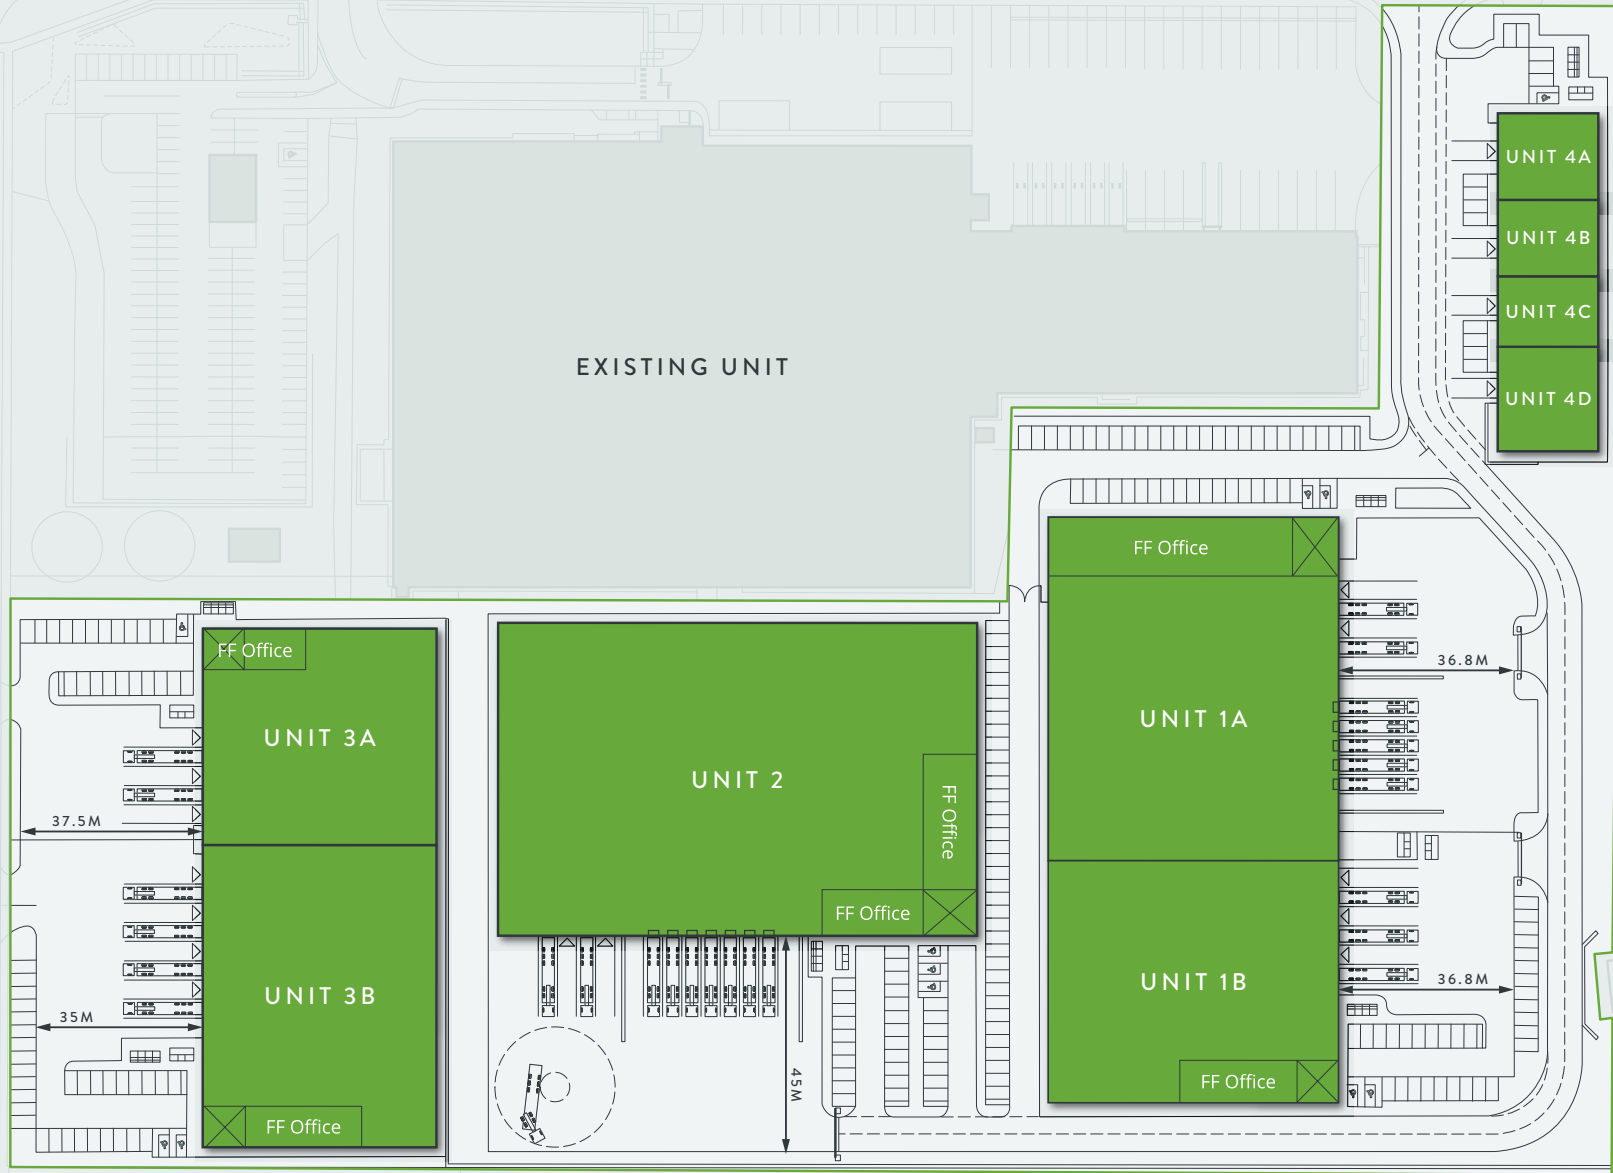 UNIT 4A
UNIT 4B
UNIT 4C
UNIT 4D
EXISTING UNIT
FF Office
UNIT 1A
36.8M
UNIT 1B
36.8M
FF Office
UNIT 2
FF Office
FF Office
45M
FF Office
UNIT 3A
37.5M
UNIT 3B
35M
FF Office